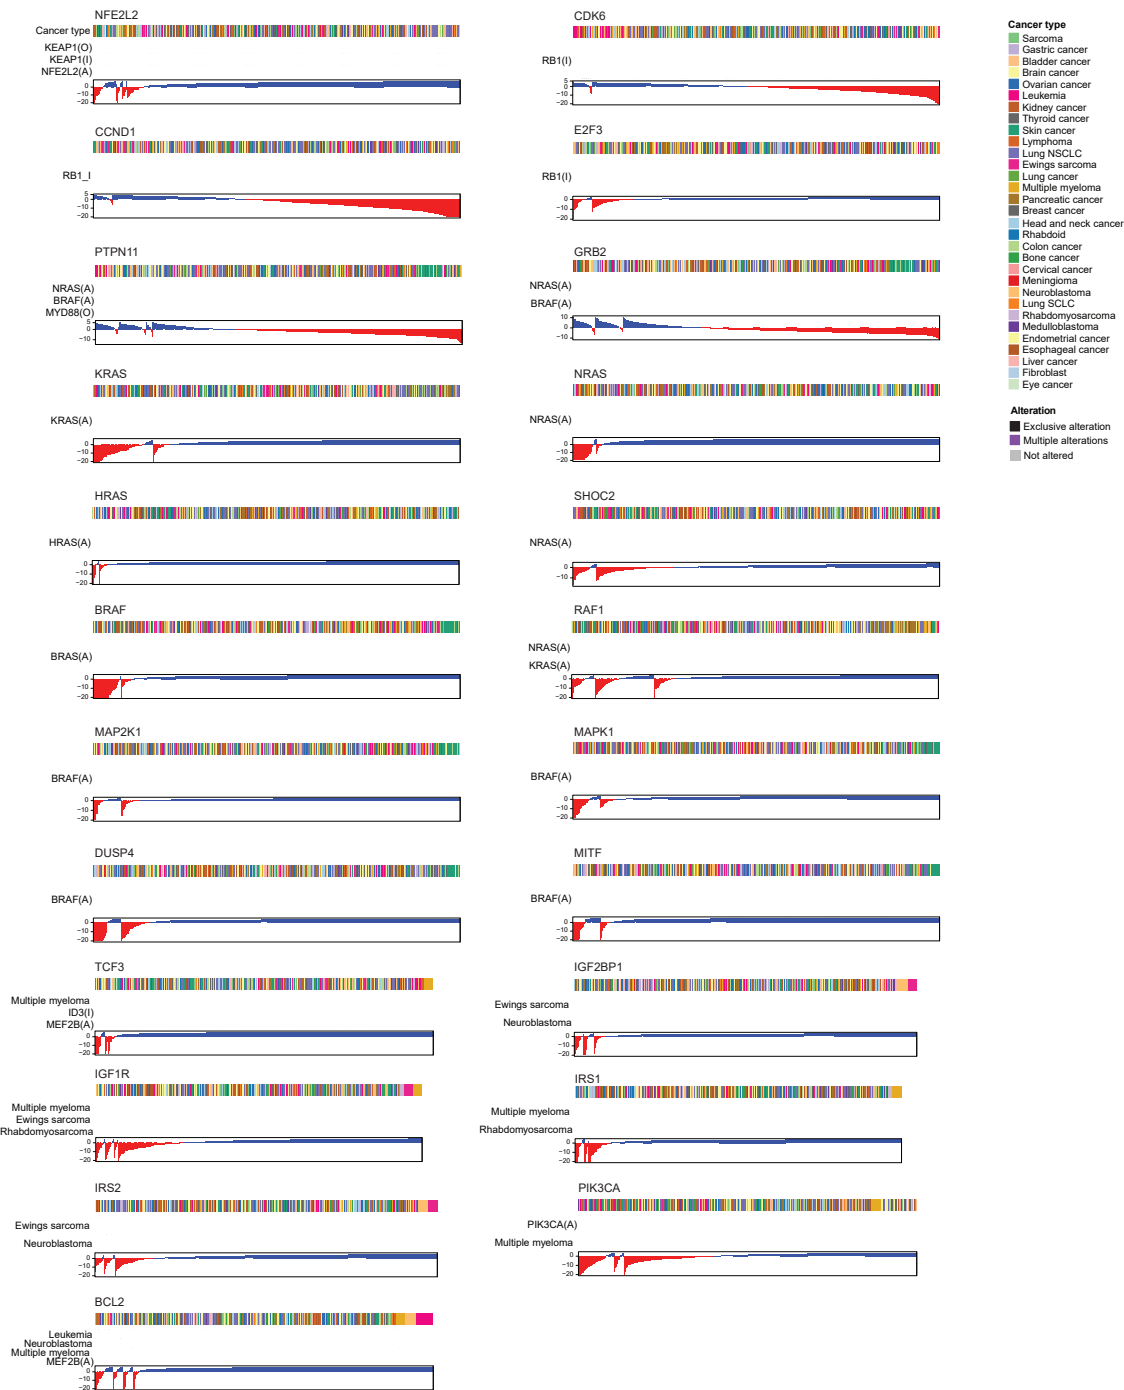 NFE2L2
Cancer type
KEAP1(O)
KEAP1(I)
NFE2L2(A)
0
−10
−20
CDK6
RB1(I)
5
0
−10
−20
CCND1
RB1_I
5
0
−10
−20
E2F3
RB1(I)
0
−10
−20
PTPN11
NRAS(A)
BRAF(A)
MYD88(O)
5
0
−10
GRB2
NRAS(A)
BRAF(A)
10
0
−10
KRAS
KRAS(A)
0
−10
−20
NRAS
NRAS(A)
0
−10
−20
HRAS
HRAS(A)
0
−10
−20
SHOC2
NRAS(A)
0
−10
BRAF
BRAS(A)
0
−10
−20
RAF1
NRAS(A)
KRAS(A)
0
−10
−20
MAP2K1
BRAF(A)
0
−10
−20
MAPK1
BRAF(A)
0
−10
−20
DUSP4
BRAF(A)
0
−10
−20
MITF
BRAF(A)
0
−10
−20
TCF3
Multiple myeloma
ID3(I)
MEF2B(A)
0
−10
−20
IGF2BP1
Ewings sarcoma
Neuroblastoma
0
−10
−20
IGF1R
Multiple myeloma
Ewings sarcoma
Rhabdomyosarcoma
0
−10
−20
IRS1
Multiple myeloma
Rhabdomyosarcoma
0
−10
−20
IRS2
Ewings sarcoma
Neuroblastoma
0
−10
−20
PIK3CA
PIK3CA(A)
Multiple myeloma
0
−10
−20
BCL2
Leukemia
Neuroblastoma
Multiple myeloma
MEF2B(A)
0
−10
−20
Cancer type
Sarcoma
Gastric cancer
Bladder cancer
Brain cancer
Ovarian cancer
Leukemia
Kidney cancer
Thyroid cancer
Skin cancer
Lymphoma
Lung NSCLC
Ewings sarcoma
Lung cancer
Multiple myeloma
Pancreatic cancer
Breast cancer
Head and neck cancer
Rhabdoid
Colon cancer
Bone cancer
Cervical cancer
Meningioma
Neuroblastoma
Lung SCLC
Rhabdomyosarcoma
Medulloblastoma
Endometrial cancer
Esophageal cancer
Liver cancer
Fibroblast
Eye cancer
Alteration
Exclusive alteration
Multiple alterations
Not altered